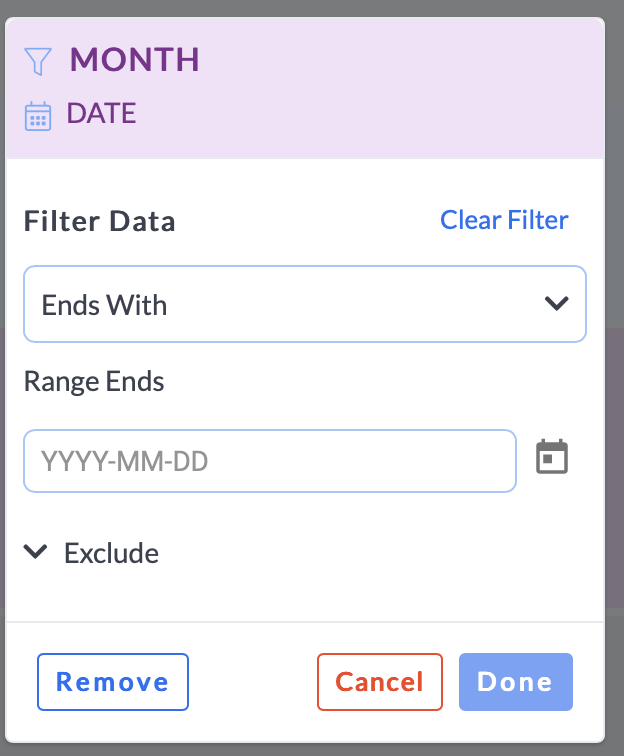 MONTH
DATE
Filter Data
Clear Filter
Ends With
Range Ends
YYYY-MM-DD
Exclude
Remove
Cancel
Done